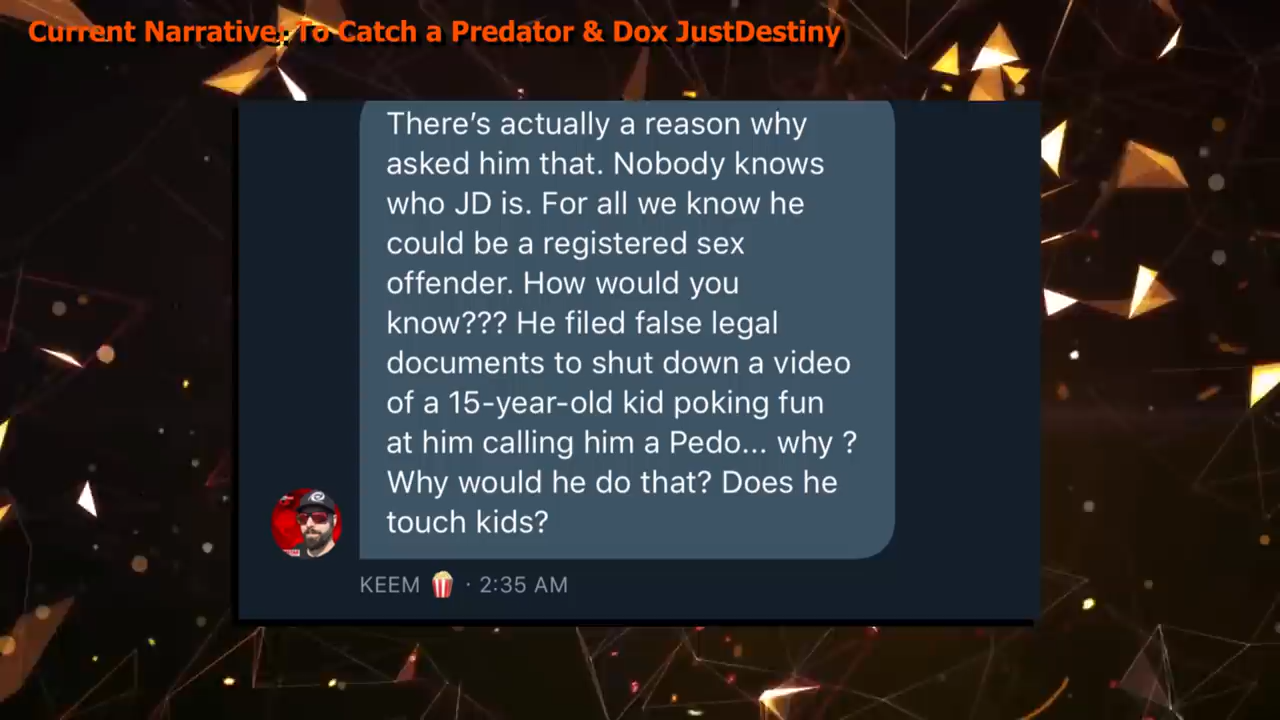 Current Narrative: To Catch a Predator & Dox JustDestiny
There's actually a reason why
asked him that. Nobody knows
who JD is. For all we know he
could be a registered sex
offender. How would you
know??? He filed false legal
documents to shut down a video
of a 15-year-old kid poking fun
at him calling him a Pedo... why ?
Why would he do that? Does he
touch kids?
KEEM 🍿 · 2:35 AM